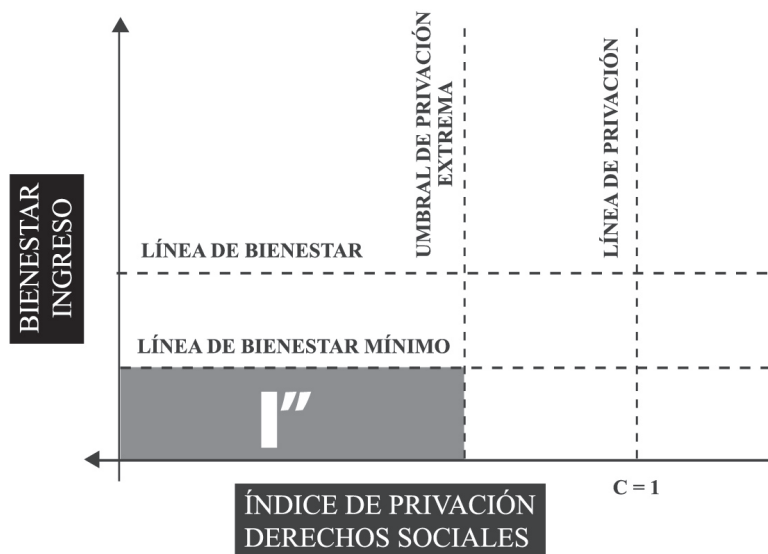 BIENESTAR
INGRESO
UMBRAL DE PRIVACIÓN
EXTREMA
LÍNEA DE PRIVACIÓN
LÍNEA DE BIENESTAR
LÍNEA DE BIENESTAR MÍNIMO
I”
C = 1
ÍNDICE DE PRIVACIÓN
DERECHOS SOCIALES